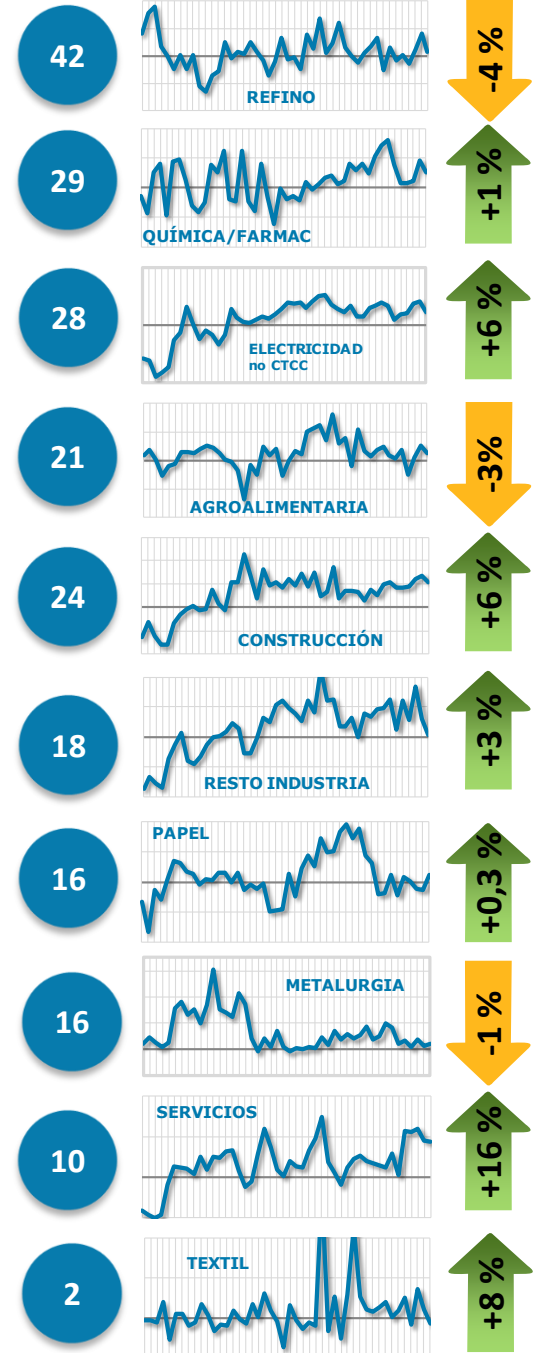 42
REFINO
-4 %
29
QUÍMICA/FARMAC
+1 %
28
ELECTRICIDAD
no CTCC
+6 %
21
AGROALIMENTARIA
-3%
24
CONSTRUCCIÓN
+6 %
18
RESTO INDUSTRIA
+3 %
16
PAPEL
+0,3 %
16
METALURGIA
-1 %
10
SERVICIOS
+16 %
2
TEXTIL
+8 %